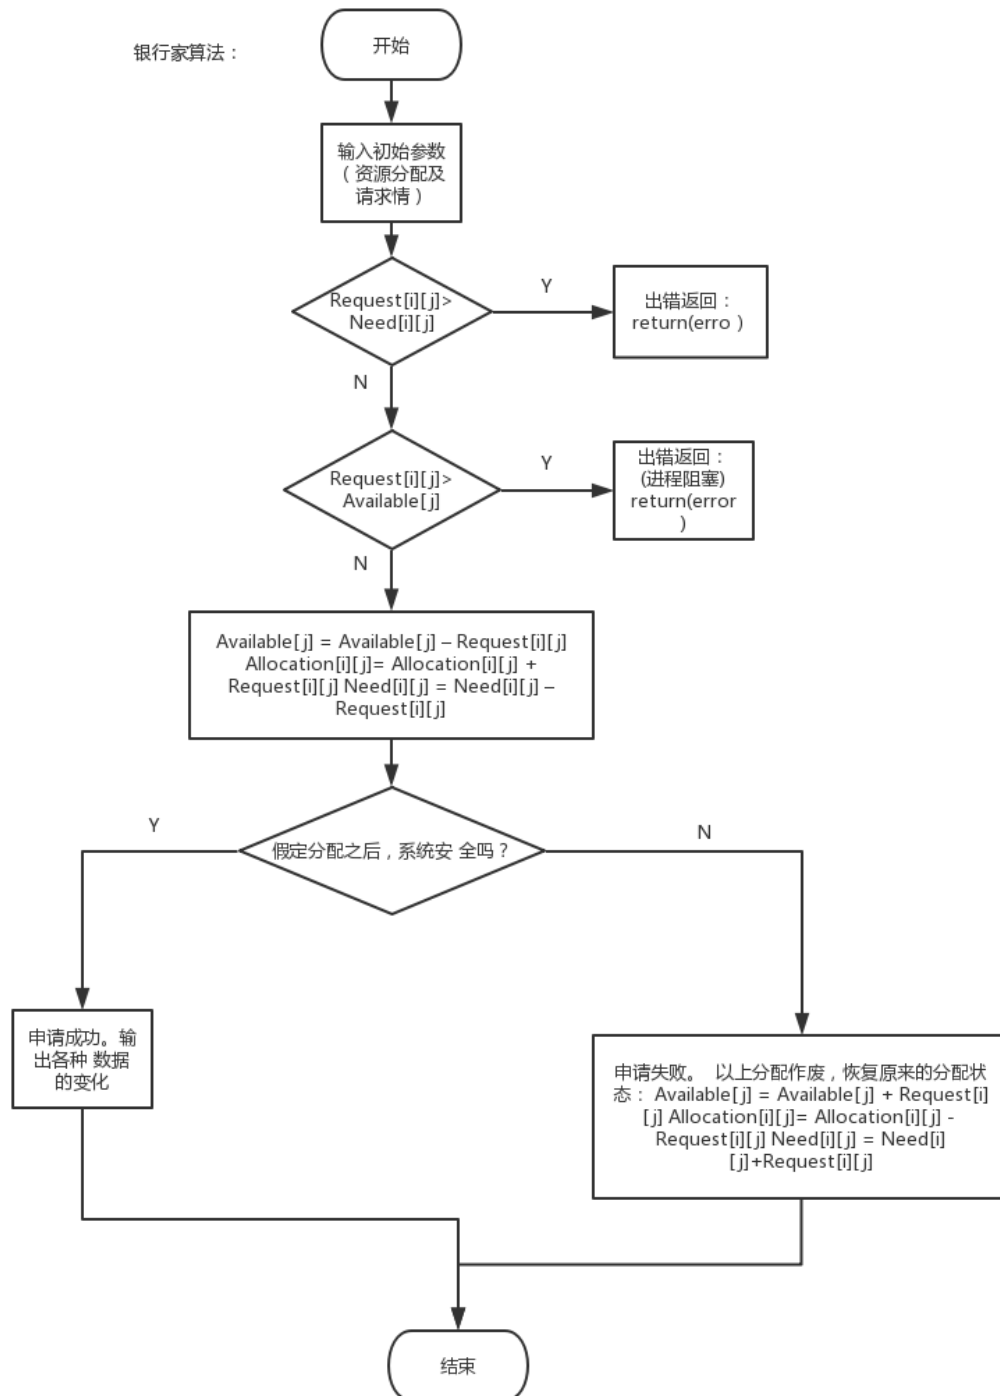 银行家算法：
开始
输入初始参数
（资源分配及
请求情）
Request[i][j]>
Need[i][j]
Y
出错返回：
return(erro )
N
Request[i][j]>
Available[j]
Y
出错返回：
(进程阻塞)
return(error
)
N
Available[j] = Available[j] – Request[i][j]
Allocation[i][j]= Allocation[i][j] +
Request[i][j] Need[i][j] = Need[i][j] –
Request[i][j]
Y
假定分配之后，系统安 全吗？
N
申请成功。输
出各种 数据
的变化
申请失败。 以上分配作废，恢复原来的分配状
态： Available[j] = Available[j] + Request[i]
[j] Allocation[i][j]= Allocation[i][j] -
Request[i][j] Need[i][j] = Need[i]
[j]+Request[i][j]
结束